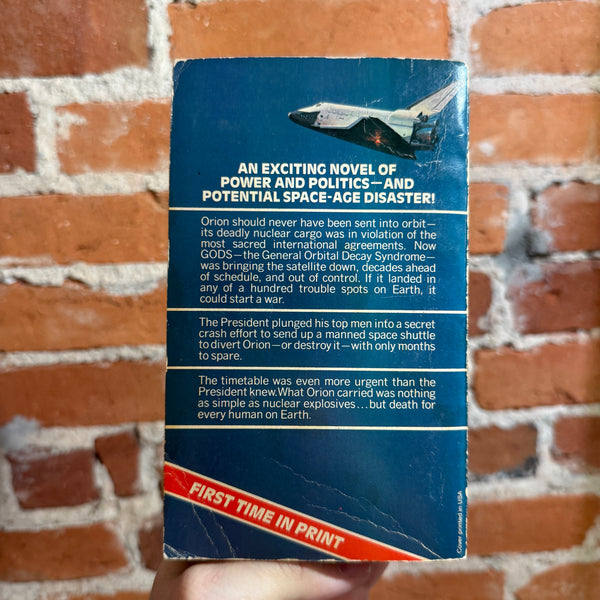 AN EXCITING NOVEL OF
POWER AND POLITICS—AND
POTENTIAL SPACE-AGE DISASTER!
Orion should never have been sent into orbit—
its deadly nuclear cargo was in violation of the
most sacred international agreements. Now
GODS—the General Orbital Decay Syndrome—
was bringing the satellite down, decades ahead
of schedule, and out of control. If it landed in
any of a hundred trouble spots on Earth, it
could start a war.
The President plunged his top men into a secret
crash effort to send up a manned space shuttle
to divert Orion—or destroy it—with only months
to spare.
The timetable was even more urgent than the
President knew. What Orion carried was nothing
as simple as nuclear explosives...but death for
every human on Earth.
FIRST TIME IN PRINT
Cover printed in USA